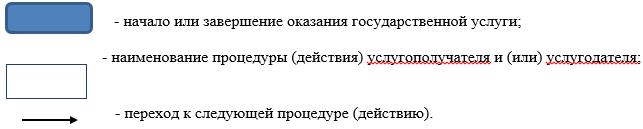 - начало или завершение оказания государственной услуги;
- наименование процедуры (действия) услугополучателя и (или) услугодателя;
- переход к следующей процедуре (действию).